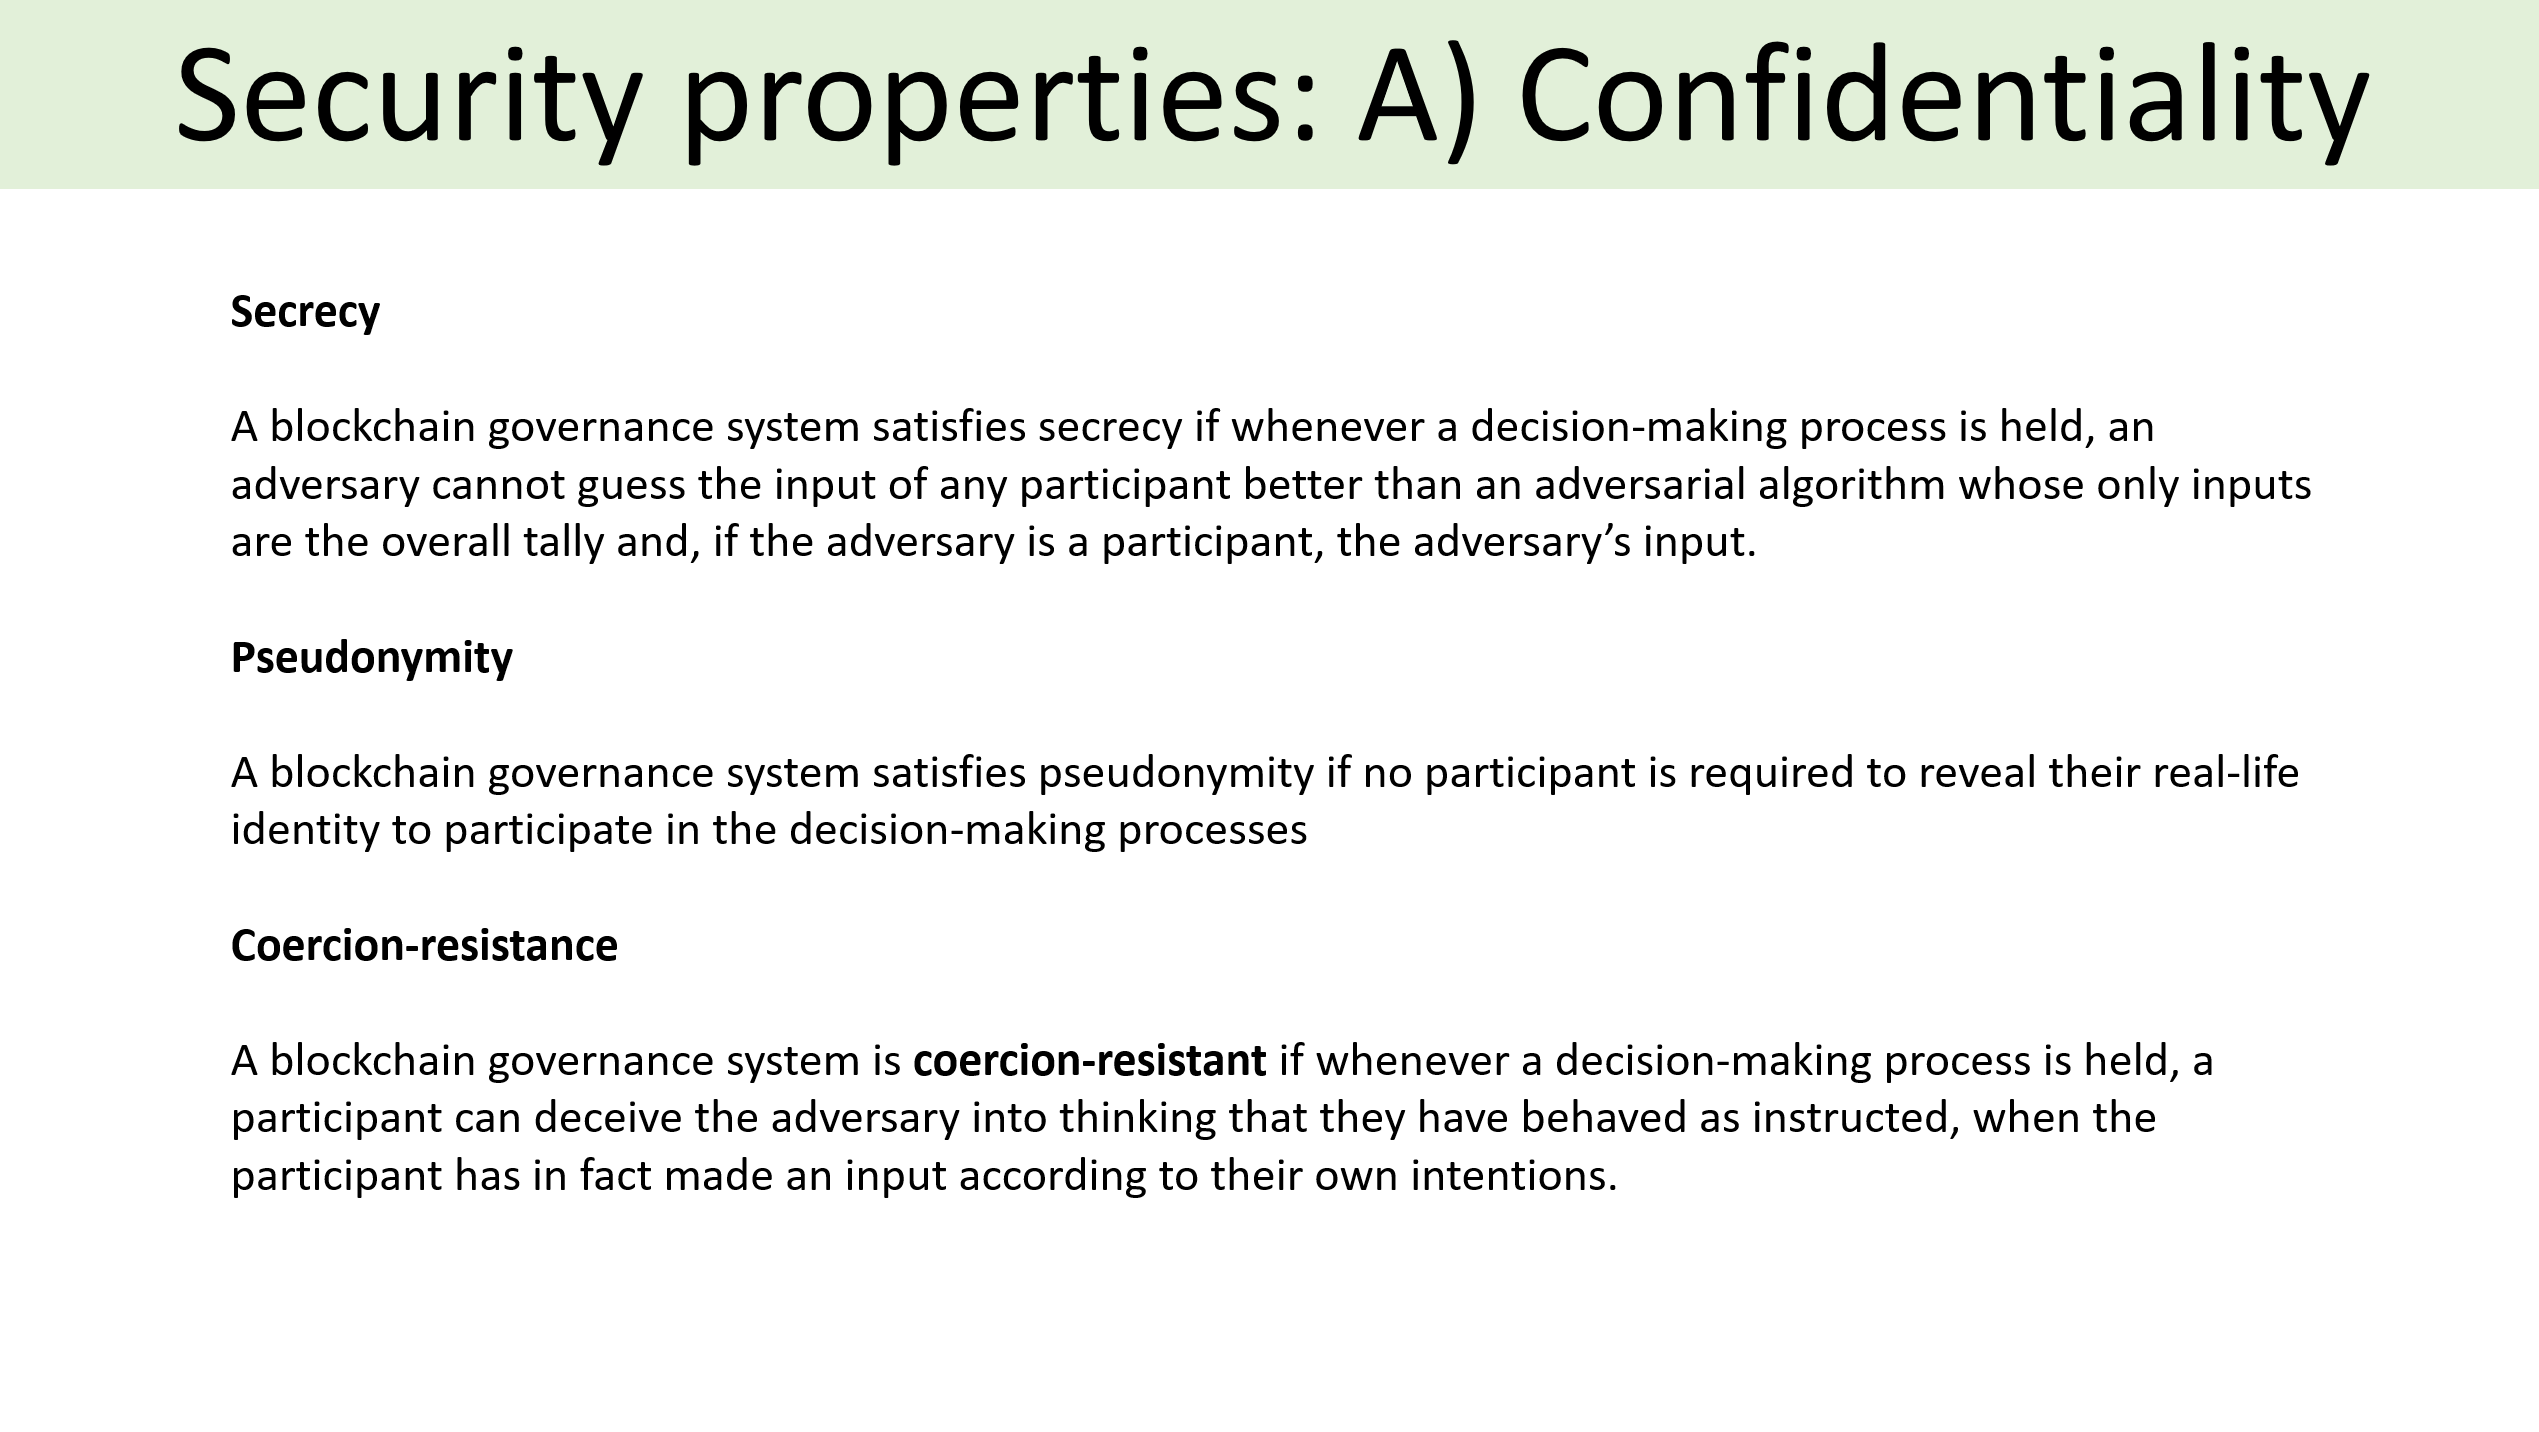 Security properties: A) Confidentiality
Secrecy
A blockchain governance system satisfies secrecy if whenever a decision-making process is held, an
adversary cannot guess the input of any participant better than an adversarial algorithm whose only inputs
are the overall tally and, if the adversary is a participant, the adversary’s input.
Pseudonymity
A blockchain governance system satisfies pseudonymity if no participant is required to reveal their real-life
identity to participate in the decision-making processes
Coercion-resistance
A blockchain governance system is coercion-resistant if whenever a decision-making process is held, a
participant can deceive the adversary into thinking that they have behaved as instructed, when the
participant has in fact made an input according to their own intentions.